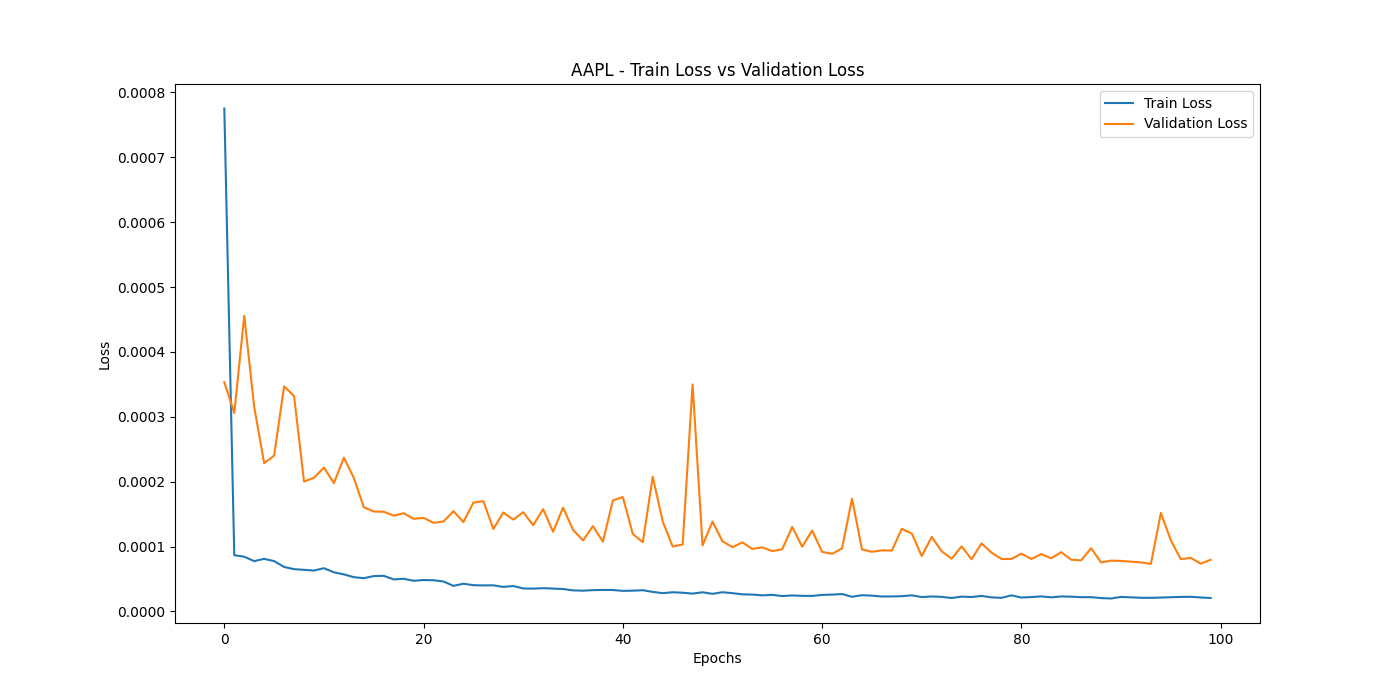 AAPL - Train Loss vs Validation Loss
Train Loss
Validation Loss
0.0008
0.0007
0.0006
0.0005
0.0004
0.0003
0.0002
0.0001
0.0000
Loss
0 20 40 60 80 100
Epochs